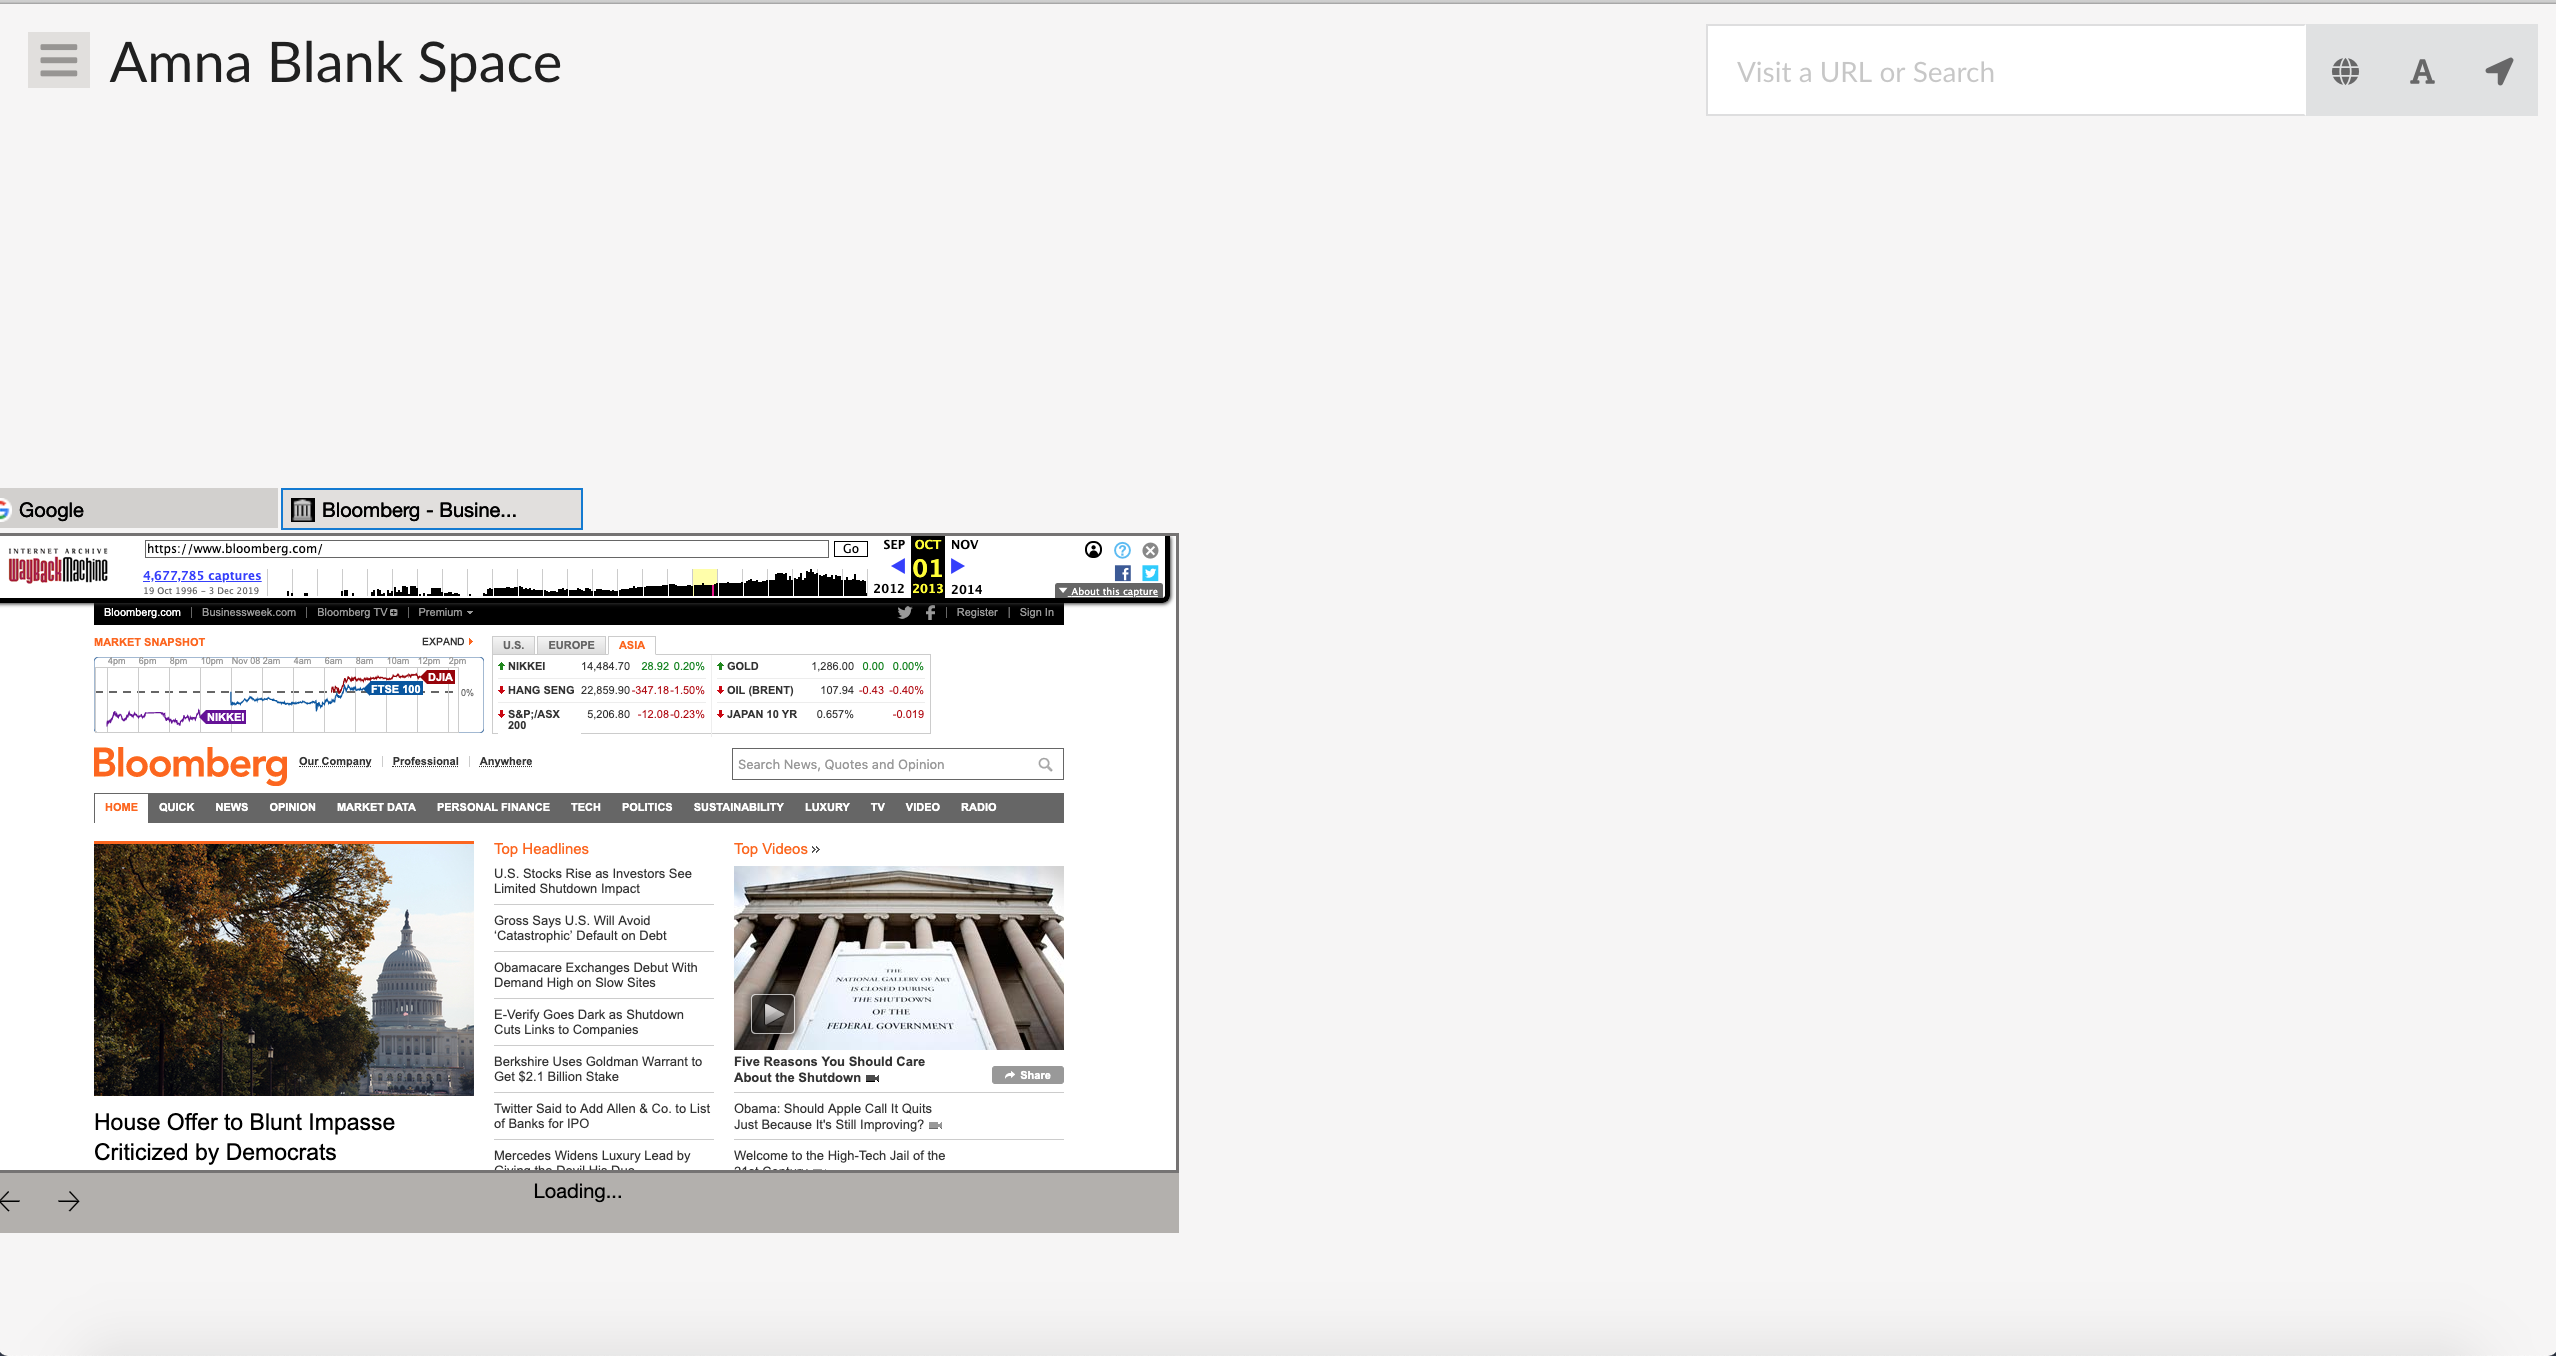 Amna Blank Space
Visit a URL or Search
Google
Bloomberg - Busine...
INTERNET ARCHIVE
WayBackMachine
https://www.bloomberg.com/
Go
4,677,785 captures
19 Oct 1996 – 3 Dec 2019
SEP OCT NOV
01
2012 2013 2014
About this capture
Bloomberg.com | Businessweek.com | Bloomberg TV | Premium
Register | Sign In
MARKET SNAPSHOT
EXPAND
4pm 6pm 8pm 10pm Nov 08 2am 4am 6am 8am 10am 12pm 2pm
DJIA
FTSE 100
0%
NIKKEI
U.S. EUROPE ASIA
NIKKEI 14,484.70 28.92 0.20%
HANG SENG 22,859.90 -347.18 -1.50%
S&P;/ASX 200 5,206.80 -12.08 -0.23%
GOLD 1,286.00 0.00 0.00%
OIL (BRENT) 107.94 -0.43 -0.40%
JAPAN 10 YR 0.657% -0.019
Bloomberg
Our Company | Professional | Anywhere
Search News, Quotes and Opinion
HOME QUICK NEWS OPINION MARKET DATA PERSONAL FINANCE TECH POLITICS SUSTAINABILITY LUXURY TV VIDEO RADIO
House Offer to Blunt Impasse
Criticized by Democrats
Top Headlines
U.S. Stocks Rise as Investors See
Limited Shutdown Impact
Gross Says U.S. Will Avoid
‘Catastrophic’ Default on Debt
Obamacare Exchanges Debut With
Demand High on Slow Sites
E-Verify Goes Dark as Shutdown
Cuts Links to Companies
Berkshire Uses Goldman Warrant to
Get $2.1 Billion Stake
Twitter Said to Add Allen & Co. to List
of Banks for IPO
Mercedes Widens Luxury Lead by
Giving the Devil His Due
Top Videos »
THE
NATIONAL GALLERY OF ART
IS CLOSED DURING
THE SHUTDOWN
OF THE
FEDERAL GOVERNMENT
Five Reasons You Should Care
About the Shutdown
Share
Obama: Should Apple Call It Quits
Just Because It's Still Improving?
Welcome to the High-Tech Jail of the
21st Century
Loading...